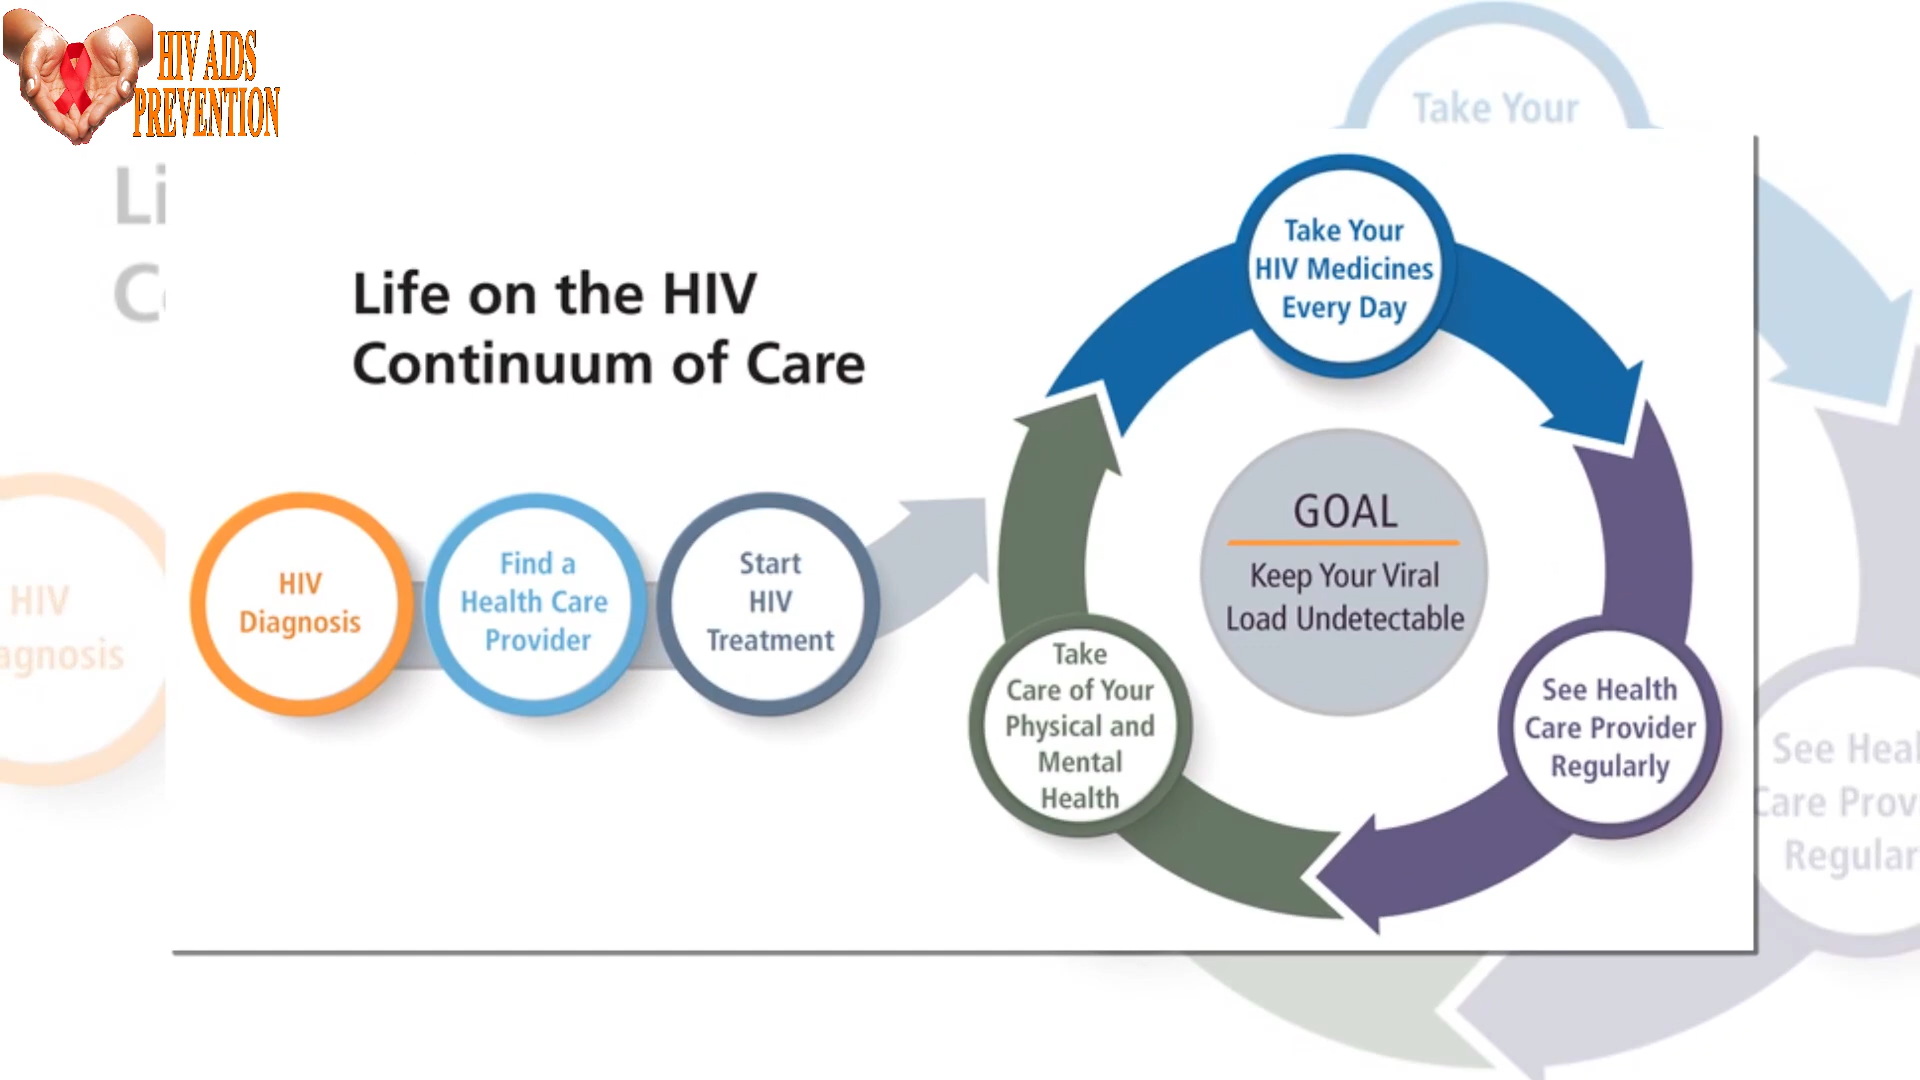 HIV AIDS
PREVENTION
Take Your
Li
C
Life on the HIV
Continuum of Care
Take Your
HIV Medicines
Every Day
HIV
Diagnosis
Find a
Health Care
Provider
Start
HIV
Treatment
GOAL
Keep Your Viral
Load Undetectable
Take
Care of Your
Physical and
Mental
Health
See Health
Care Provider
Regularly
HIV
agnosis
See Heal
Care Prov
Regular